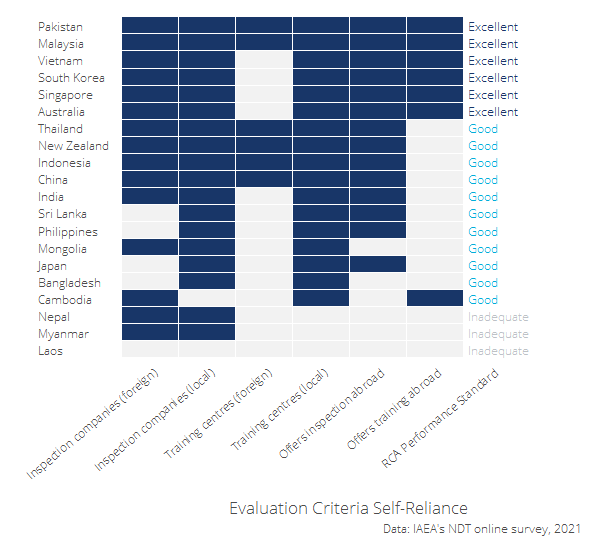 Pakistan Excellent
Malaysia Excellent
Vietnam Excellent
South Korea Excellent
Singapore Excellent
Australia Excellent
Thailand Good
New Zealand Good
Indonesia Good
China Good
India Good
Sri Lanka Good
Philippines Good
Mongolia Good
Japan Good
Bangladesh Good
Cambodia Good
Nepal Inadequate
Myanmar Inadequate
Laos Inadequate
Inspection companies (foreign)
Inspection companies (local)
Training centres (foreign)
Training centres (local)
Offers inspection abroad
Offers training abroad
RCA Performance Standard
Evaluation Criteria Self-Reliance
Data: IAEA's NDT online survey, 2021